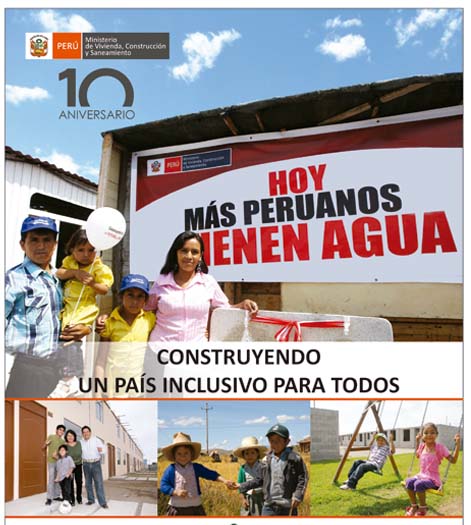 PERÚ
Ministerio
de Vivienda, Construcción
y Saneamiento
10
ANIVERSARIO
PERÚ
Ministerio
de Vivienda, Construcción
y Saneamiento
HOY
MÁS PERUANOS
TIENEN AGUA
CONSTRUYENDO
UN PAÍS INCLUSIVO PARA TODOS